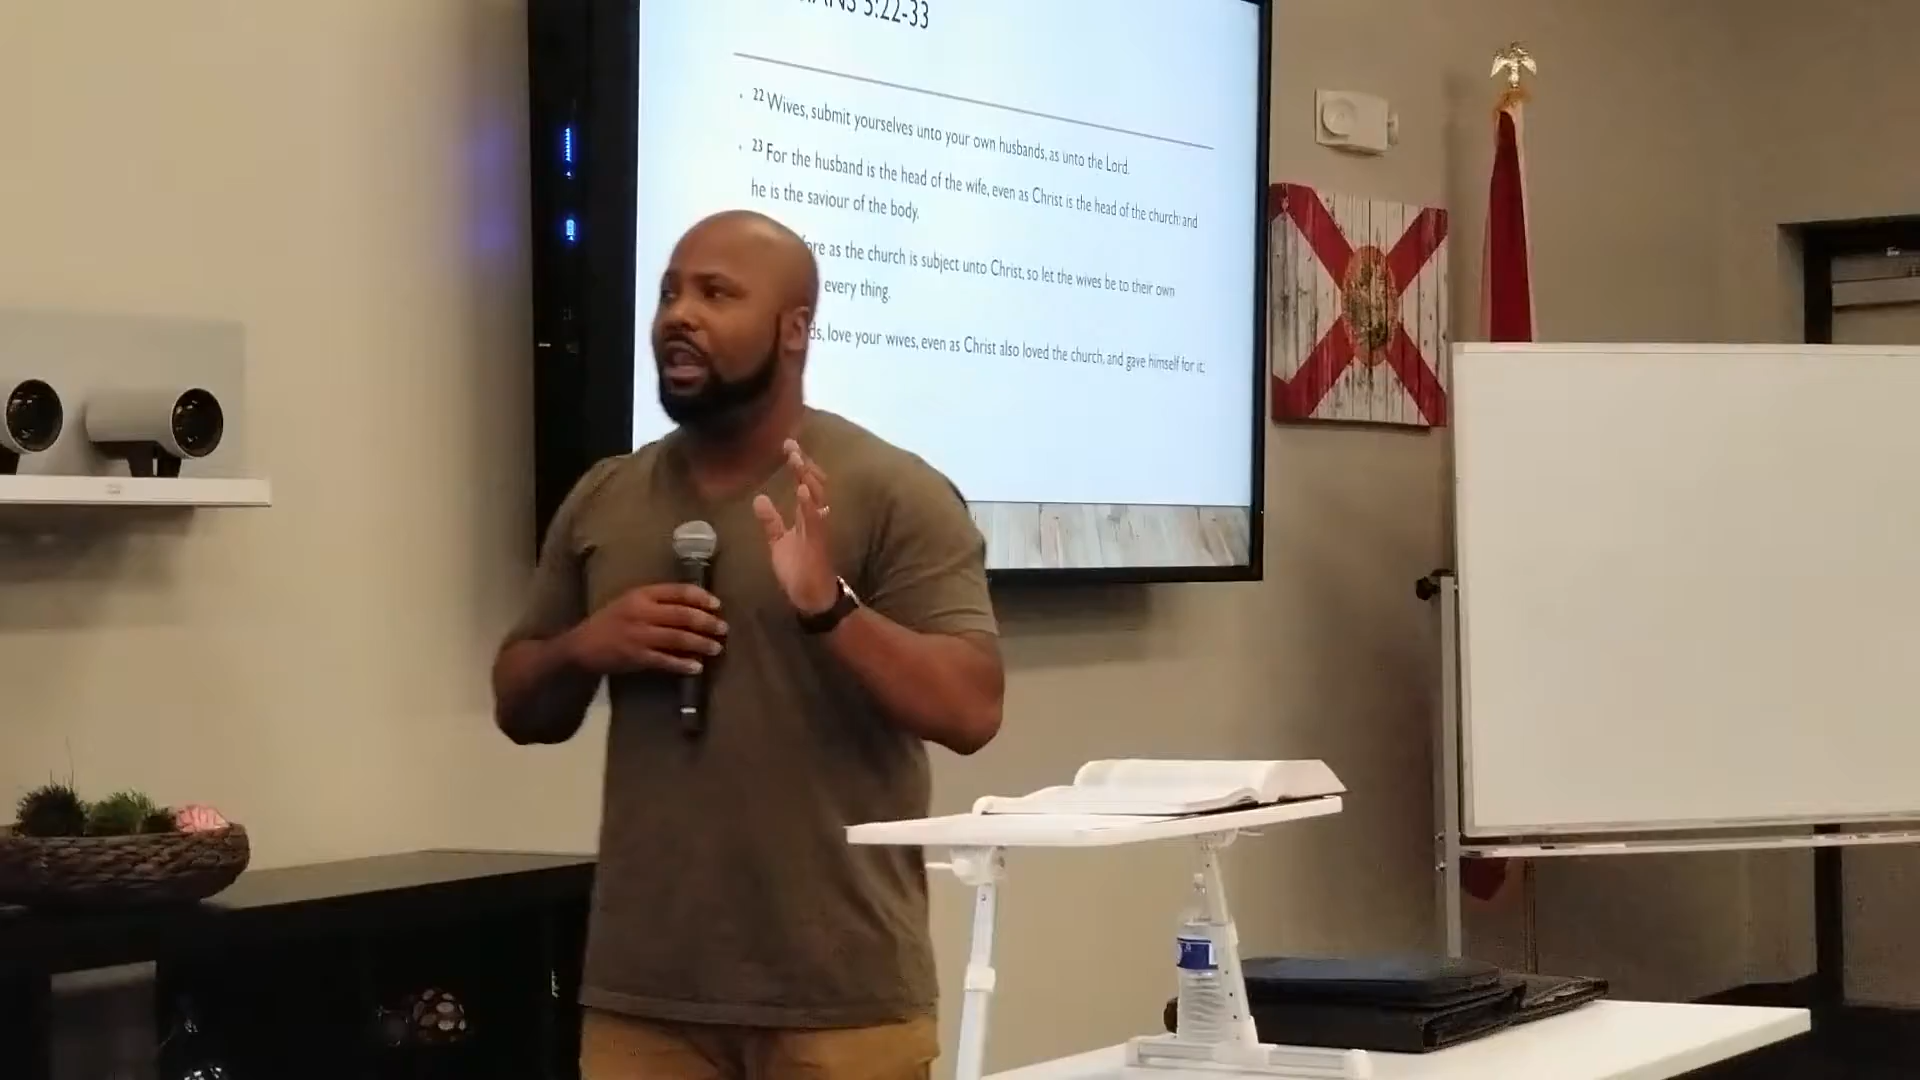 5:22-33
22 Wives, submit yourselves unto your own husbands, as unto the Lord.
23 For the husband is the head of the wife, even as Christ is the head of the church: and
he is the saviour of the body.
as the church is subject unto Christ, so let the wives be to their own
every thing.
love your wives, even as Christ also loved the church, and gave himself for it;